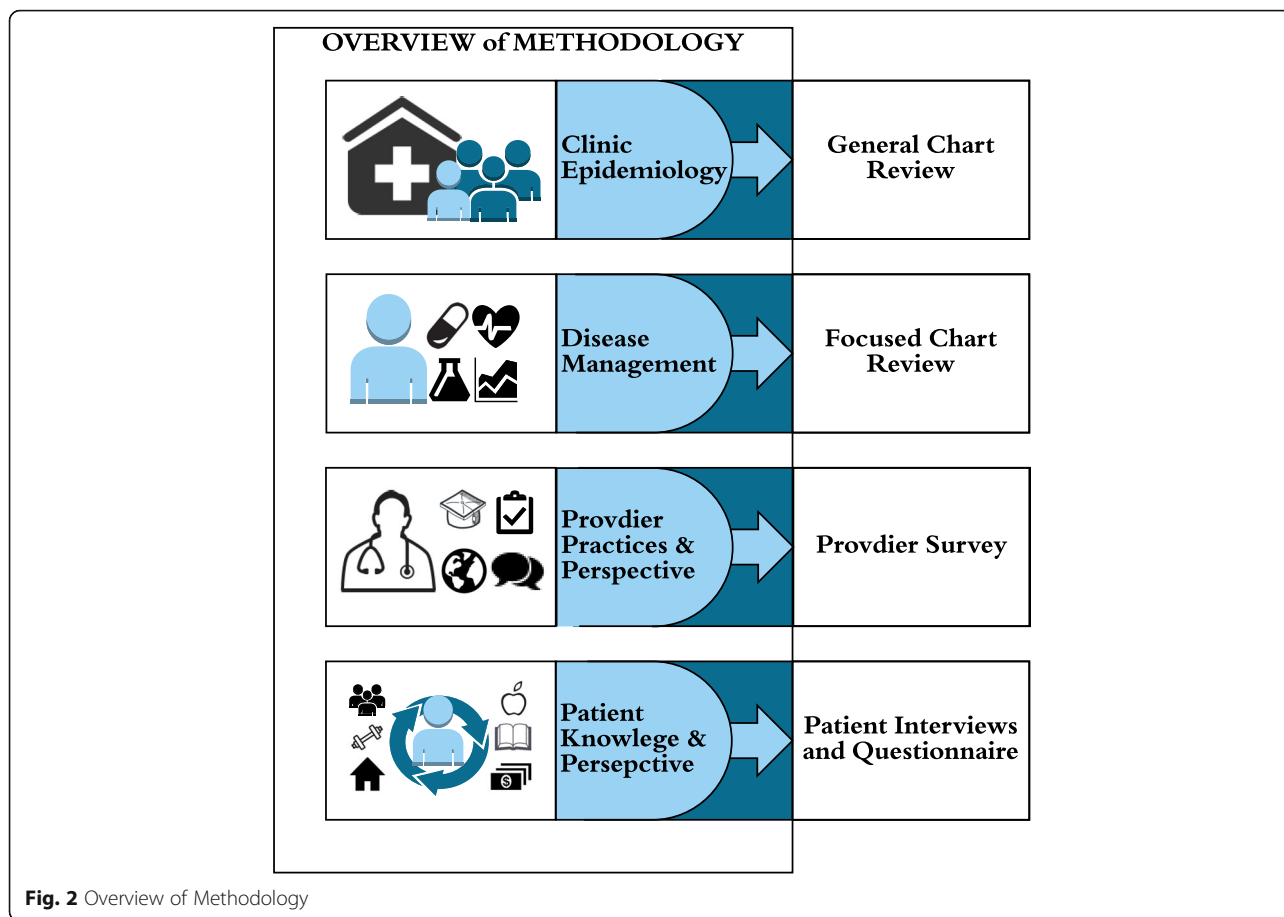 OVERVIEW of METHODOLOGY
Clinic
Epidemiology
General Chart
Review
Disease
Management
Focused Chart
Review
Provdier
Practices &
Perspective
Provdier Survey
Patient
Knowlege &
Persepctive
Patient Interviews
and Questionnaire
$
Fig. 2 Overview of Methodology